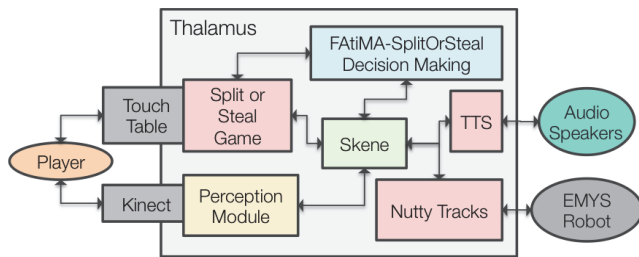 Thalamus
FAtiMA-SplitOrSteal
Decision Making
Touch
Table
Split or
Steal
Game
TTS
Audio
Speakers
Skene
Player
Kinect
Perception
Module
Nutty Tracks
EMYS
Robot